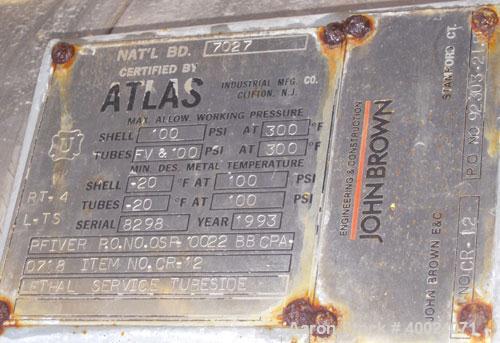 NAT'L BD. 7027
CERTIFIED BY
ATLAS INDUSTRIAL MFG. CO.
CLIFTON, N.J.
MAX. ALLOW. WORKING PRESSURE
SHELL 100 PSI AT 300 °F
TUBES FV & 100 PSI AT 300 °F
MIN. DES. METAL TEMPERATURE
SHELL -20 °F AT 100 PSI
TUBES -20 °F AT 100 PSI
SERIAL 8298 YEAR 1993
U
RT-4
L-TS
PFIVER P.O. NO. OSP 10022 BB CPA-
0718 ITEM NO. CR-12
LETHAL SERVICE TUBESIDE
ENGINEERING & CONSTRUCTION
JOHN BROWN
JOHN BROWN E&C
STAMFORD CT.
NO CR-12
P.O. NO 92303-21